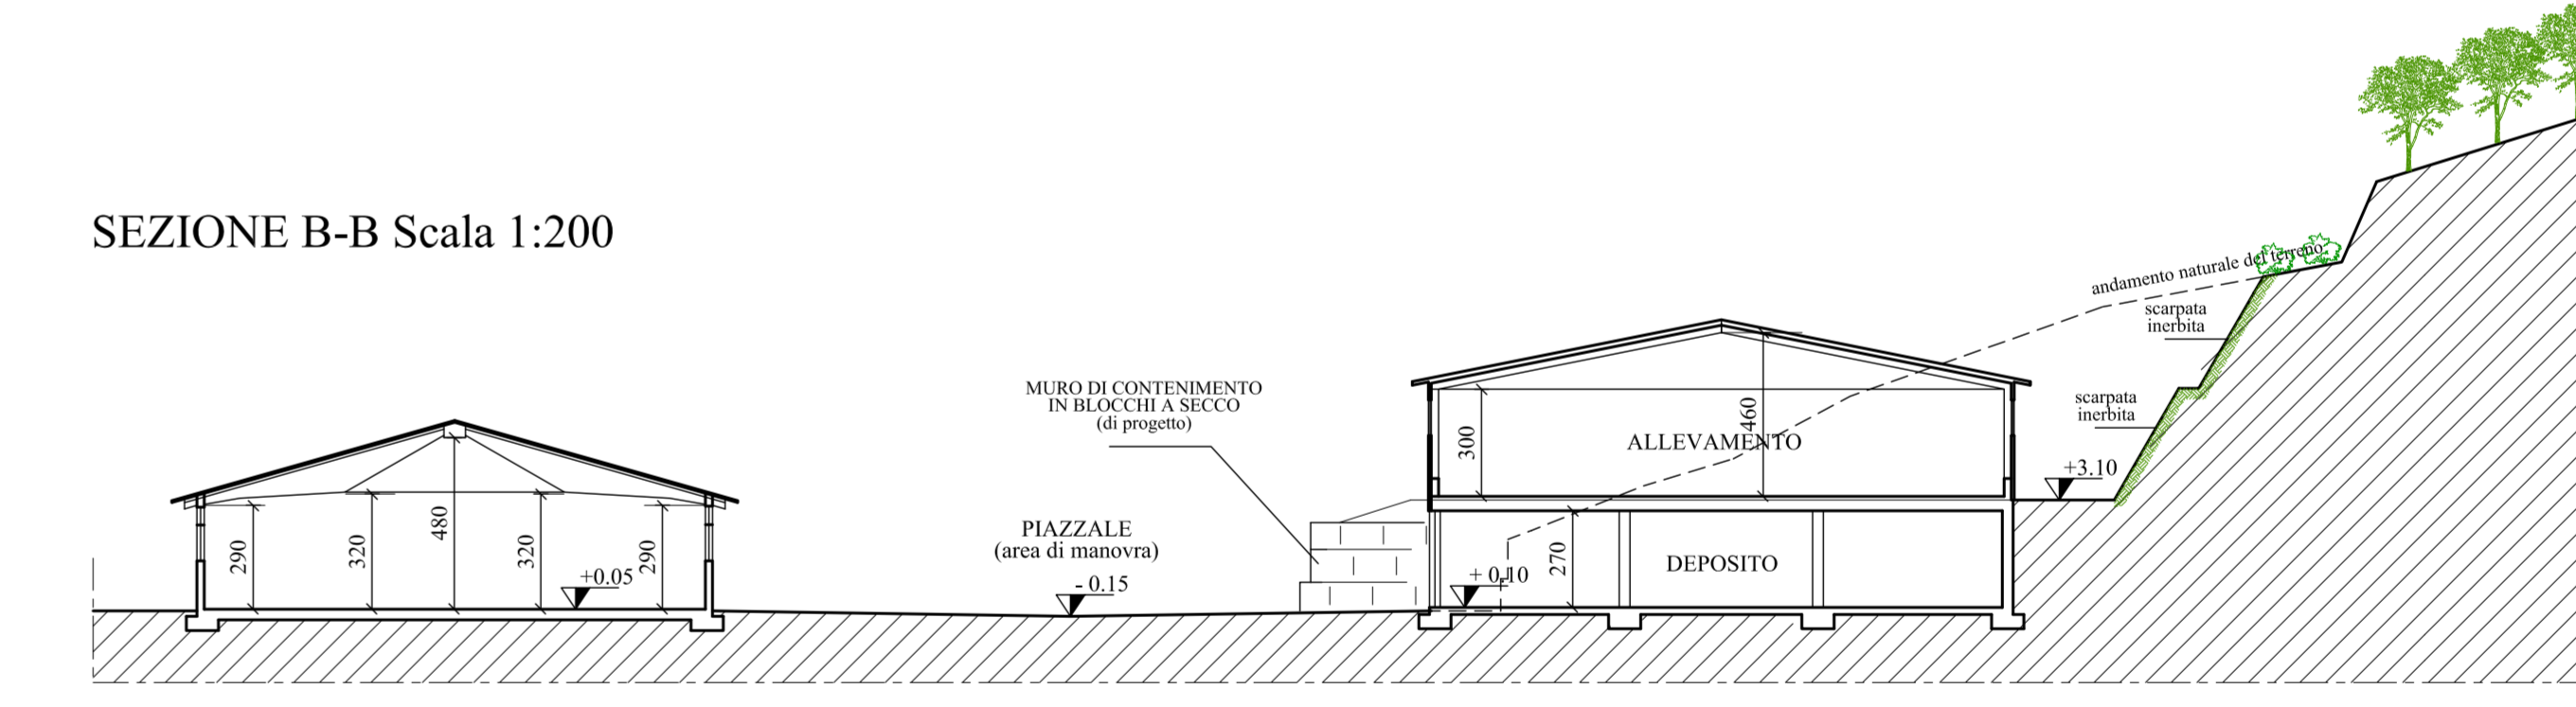 SEZIONE B-B Scala 1:200
andamento naturale del terreno
scarpata
inerbita
scarpata
inerbita
+3.10
MURO DI CONTENIMENTO
IN BLOCCHI A SECCO
(di progetto)
PIAZZALE
(area di manovra)
- 0.15
290
320
480
320
290
+0.05
300
460
ALLEVAMENTO
+ 0.10
270
DEPOSITO